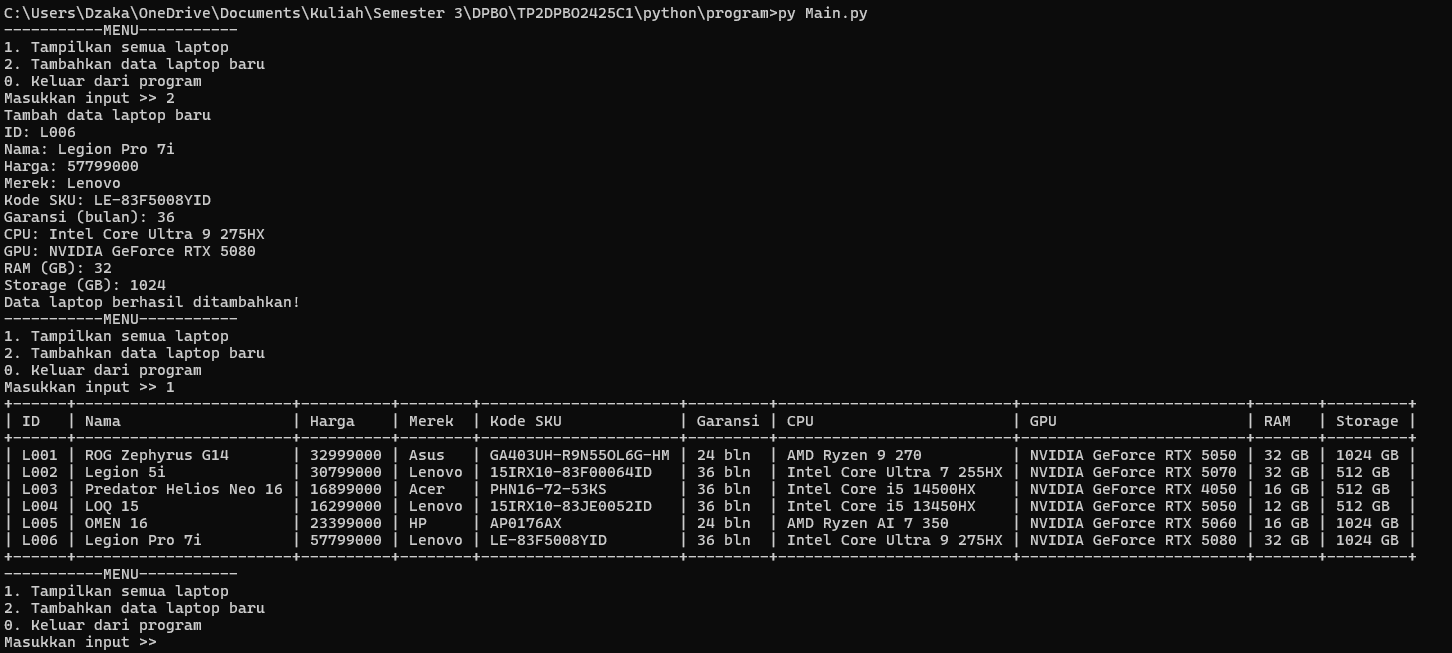 C:\Users\Dzaka\OneDrive\Documents\Kuliah\Semester 3\DPBO\TP2DPBO2425C1\python\program>py Main.py
-----------MENU-----------
1. Tampilkan semua laptop
2. Tambahkan data laptop baru
0. Keluar dari program
Masukkan input >> 2
Tambah data laptop baru
ID: L006
Nama: Legion Pro 7i
Harga: 57799000
Merek: Lenovo
Kode SKU: LE-83F5008YID
Garansi (bulan): 36
CPU: Intel Core Ultra 9 275HX
GPU: NVIDIA GeForce RTX 5080
RAM (GB): 32
Storage (GB): 1024
Data laptop berhasil ditambahkan!
-----------MENU-----------
1. Tampilkan semua laptop
2. Tambahkan data laptop baru
0. Keluar dari program
Masukkan input >> 1
+------+------------------------+----------+--------+----------------------+---------+--------------------------+-------------------------+-------+---------+
| ID   | Nama                   | Harga    | Merek  | Kode SKU             | Garansi | CPU                      | GPU                     | RAM   | Storage |
+------+------------------------+----------+--------+----------------------+---------+--------------------------+-------------------------+-------+---------+
| L001 | ROG Zephyrus G14       | 32999000 | Asus   | GA403UH-R9N55OL6G-HM | 24 bln  | AMD Ryzen 9 270          | NVIDIA GeForce RTX 5050 | 32 GB | 1024 GB |
| L002 | Legion 5i              | 30799000 | Lenovo | 15IRX10-83F00064ID   | 36 bln  | Intel Core Ultra 7 255HX | NVIDIA GeForce RTX 5070 | 32 GB | 512 GB  |
| L003 | Predator Helios Neo 16 | 16899000 | Acer   | PHN16-72-53KS        | 36 bln  | Intel Core i5 14500HX    | NVIDIA GeForce RTX 4050 | 16 GB | 512 GB  |
| L004 | LOQ 15                 | 16299000 | Lenovo | 15IRX10-83JE0052ID   | 36 bln  | Intel Core i5 13450HX    | NVIDIA GeForce RTX 5050 | 12 GB | 512 GB  |
| L005 | OMEN 16                | 23399000 | HP     | AP0176AX             | 24 bln  | AMD Ryzen AI 7 350       | NVIDIA GeForce RTX 5060 | 16 GB | 1024 GB |
| L006 | Legion Pro 7i          | 57799000 | Lenovo | LE-83F5008YID        | 36 bln  | Intel Core Ultra 9 275HX | NVIDIA GeForce RTX 5080 | 32 GB | 1024 GB |
+------+------------------------+----------+--------+----------------------+---------+--------------------------+-------------------------+-------+---------+
-----------MENU-----------
1. Tampilkan semua laptop
2. Tambahkan data laptop baru
0. Keluar dari program
Masukkan input >>